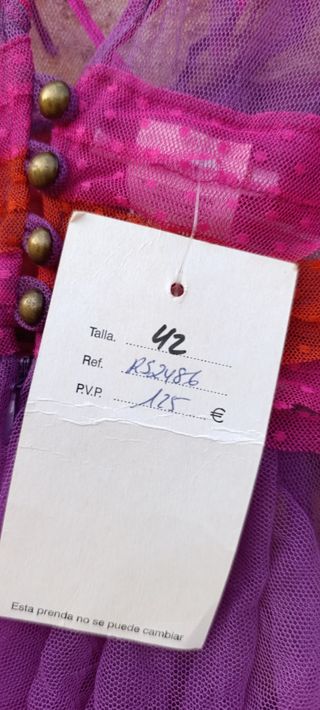 Talla. 42
Ref. RS2486
P.V.P. 125 €
Esta prenda no se puede cambiar